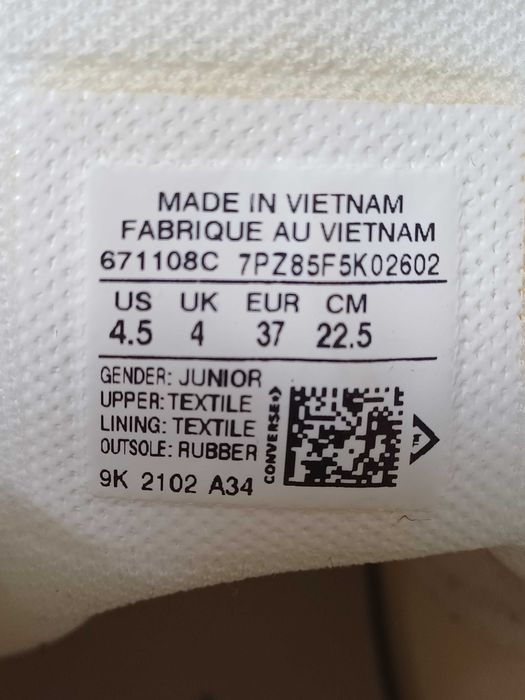 MADE IN VIETNAM
FABRIQUE AU VIETNAM
671108C 7PZ85F5K02602
US UK EUR CM
4.5 4 37 22.5
GENDER: JUNIOR
UPPER: TEXTILE
LINING: TEXTILE
OUTSOLE: RUBBER
9K 2102 A34
CONVERSE